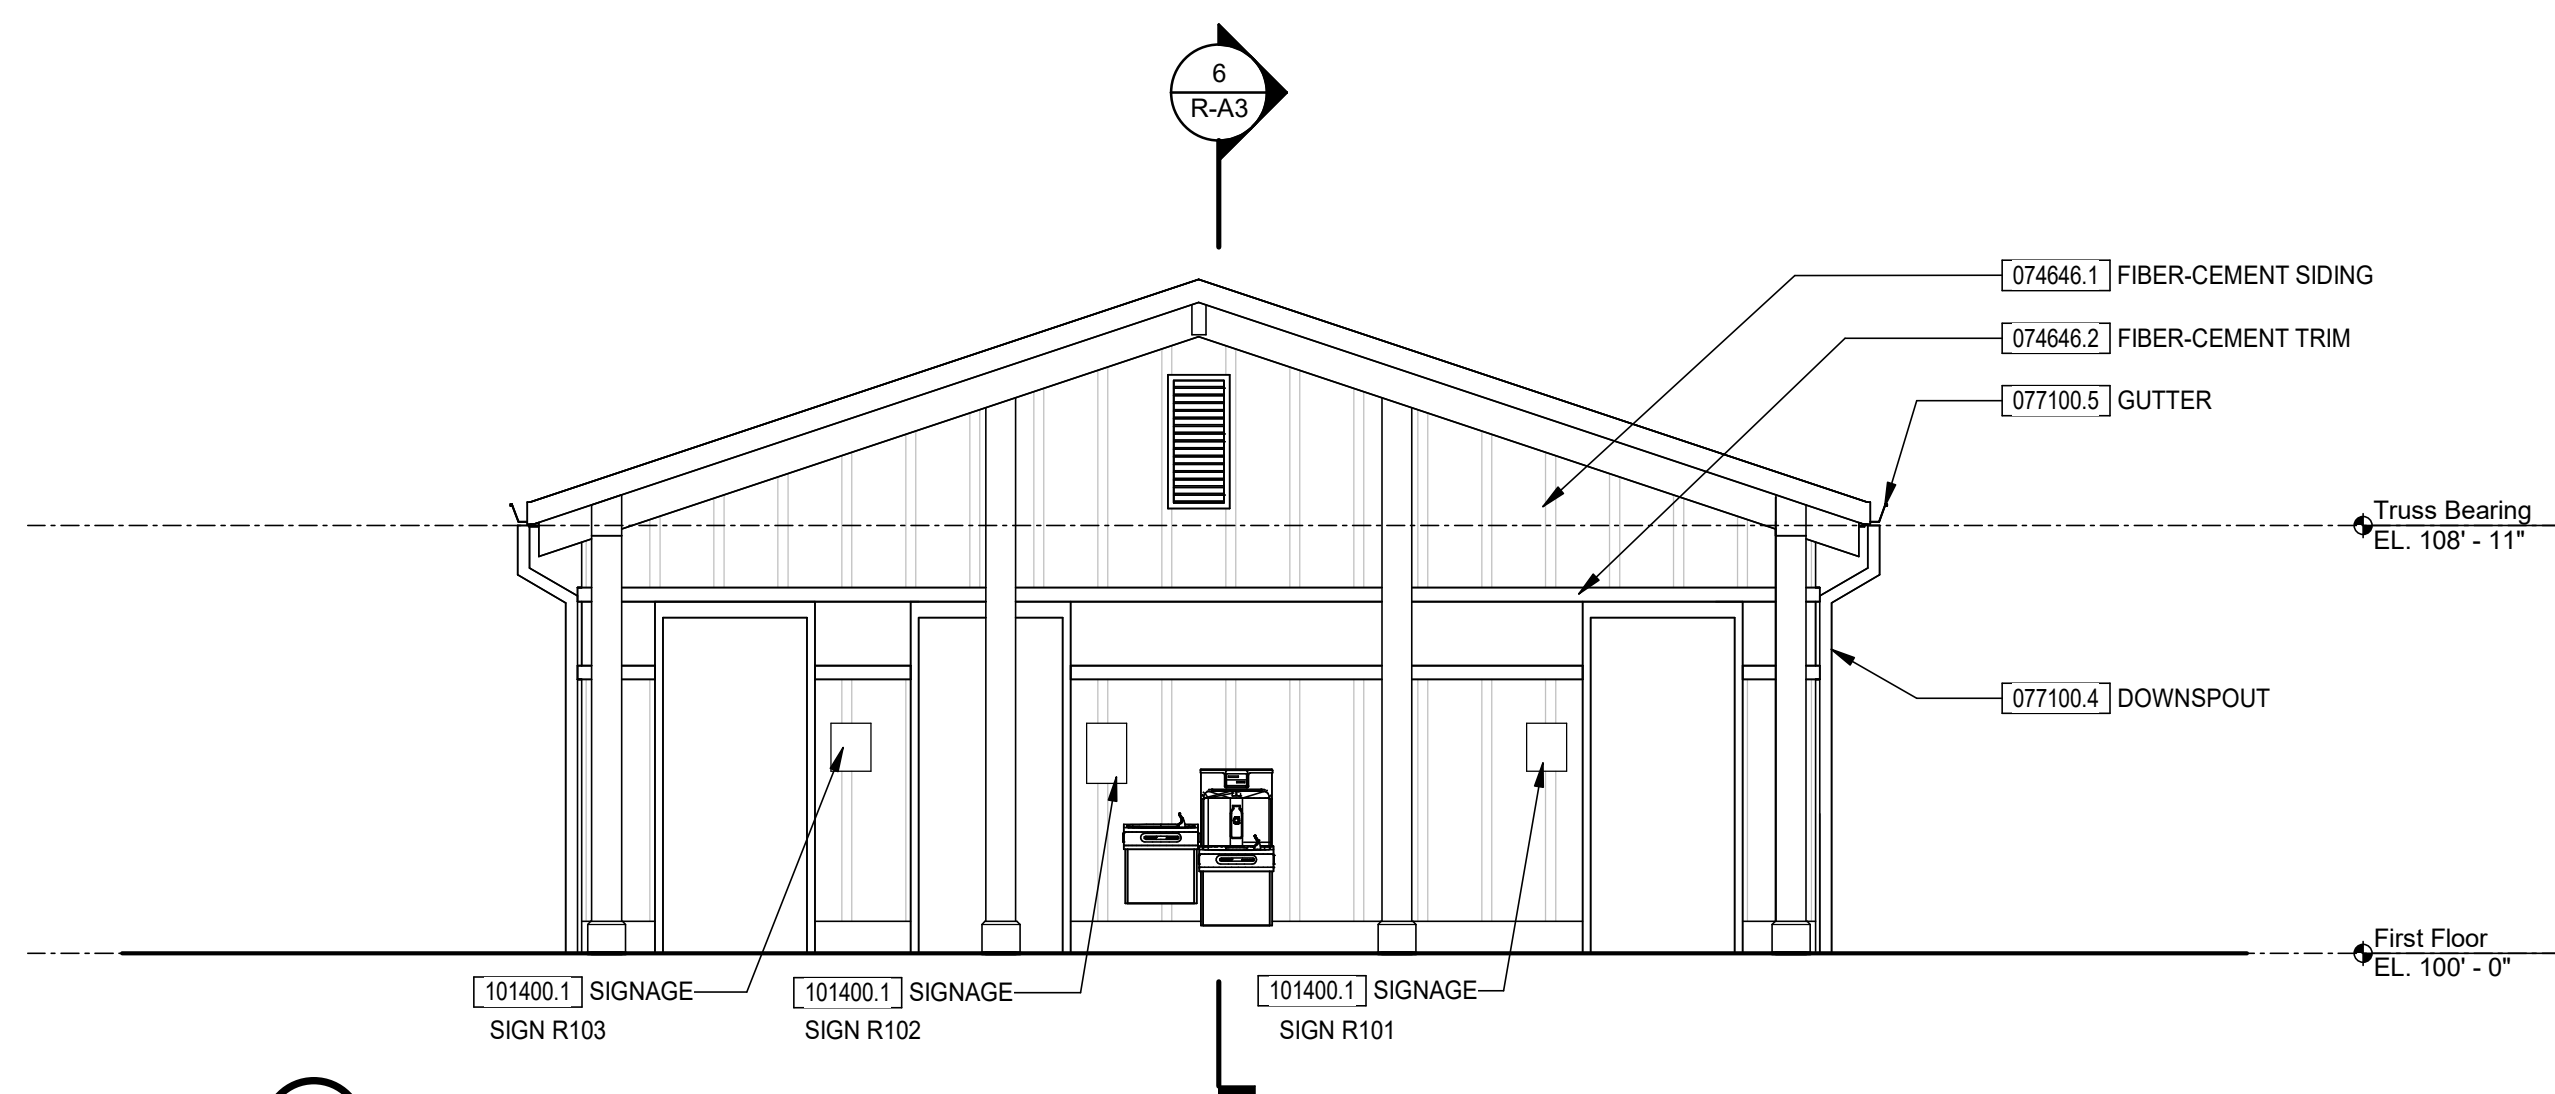 6
R-A3
074646.1 FIBER-CEMENT SIDING
074646.2 FIBER-CEMENT TRIM
077100.5 GUTTER
Truss Bearing
EL. 108' - 11"
077100.4 DOWNSPOUT
First Floor
EL. 100' - 0"
101400.1 SIGNAGE
SIGN R103
101400.1 SIGNAGE
SIGN R102
101400.1 SIGNAGE
SIGN R101